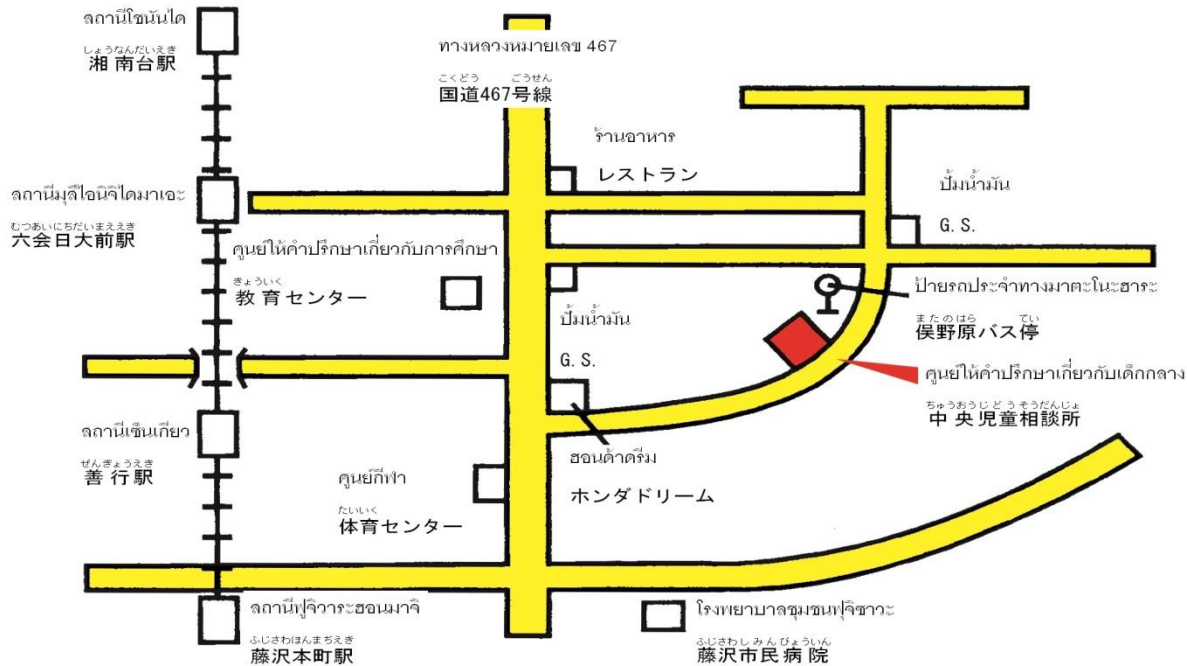 สถานีโชนันได
しょうなんだいえき
湘南台駅
ทางหลวงหมายเลข 467
こくどう ごうせん
国道467号線
ร้านอาหาร
レストラン
ปั้มน้ำมัน
G. S.
สถานีมุสึไอนิจิไดมาเอะ
むつあいにちだいまええき
六会日大前駅
ศูนย์ให้คำปรึกษาเกี่ยวกับการศึกษา
きょういく
教育センター
ปั้มน้ำมัน
G. S.
ป้ายรถประจำทางมาตะโนะฮาระ
またのはら てい
俣野原バス停
ศูนย์ให้คำปรึกษาเกี่ยวกับเด็กกลาง
ちゅうおうじどうそうだんじょ
中央児童相談所
สถานีเซ็นเกียว
ぜんぎょうえき
善行駅
ฮอนด้าดรีม
ホンダドリーム
ศูนย์กีฬา
たいいく
体育センター
สถานีฟูจิวาระฮอนมาจิ
ふじさわほんまちえき
藤沢本町駅
โรงพยาบาลชุมชนฟุจิซาวะ
ふじさわしみんびょういん
藤沢市民病院